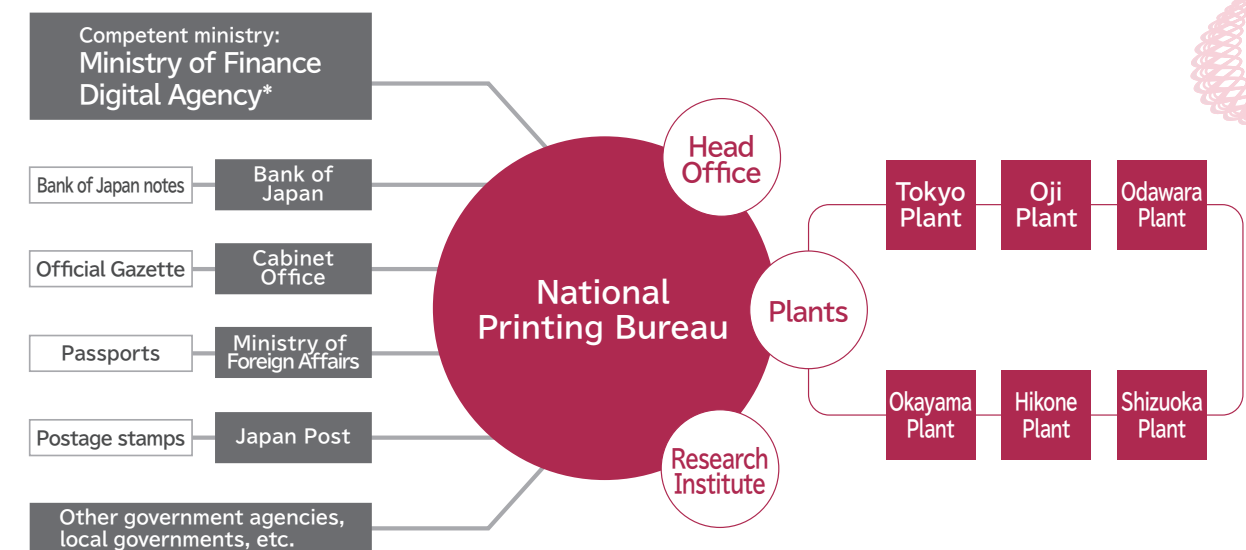 Competent ministry:
Ministry of Finance
Digital Agency*
Bank of Japan notes
Bank of
Japan
Official Gazette
Cabinet
Office
Passports
Ministry of
Foreign Affairs
Postage stamps
Japan Post
Other government agencies,
local governments, etc.
National
Printing Bureau
Head
Office
Plants
Research
Institute
Tokyo
Plant
Oji
Plant
Odawara
Plant
Okayama
Plant
Hikone
Plant
Shizuoka
Plant